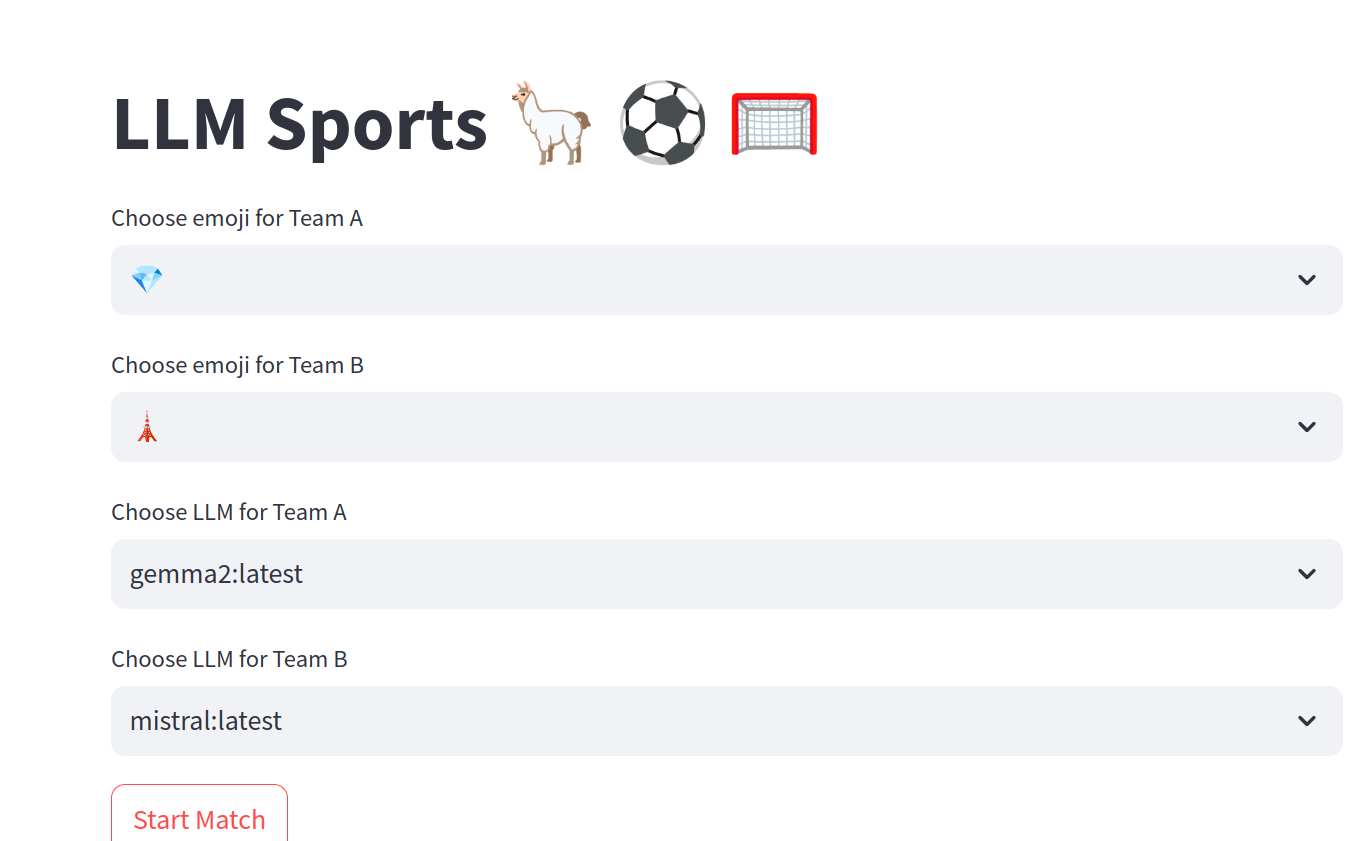 LLM Sports 🦙 ⚽ 🥅
Choose emoji for Team A
💎
Choose emoji for Team B
🗼
Choose LLM for Team A
gemma2:latest
Choose LLM for Team B
mistral:latest
Start Match